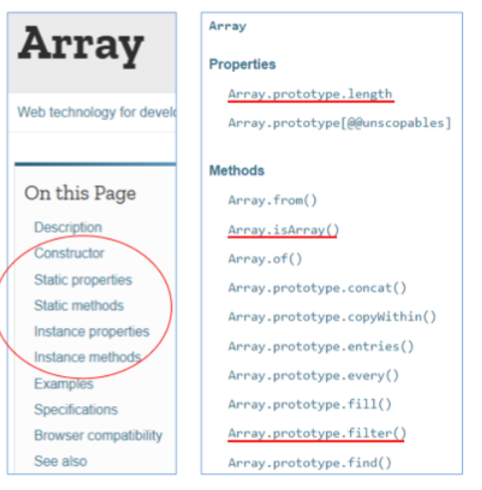 Array
Web technology for develo
On this Page
Description
Constructor
Static properties
Static methods
Instance properties
Instance methods
Examples
Specifications
Browser compatibility
See also
Array
Properties
Array.prototype.length
Array.prototype[@@unscopables]
Methods
Array.from()
Array.isArray()
Array.of()
Array.prototype.concat()
Array.prototype.copyWithin()
Array.prototype.entries()
Array.prototype.every()
Array.prototype.fill()
Array.prototype.filter()
Array.prototype.find()